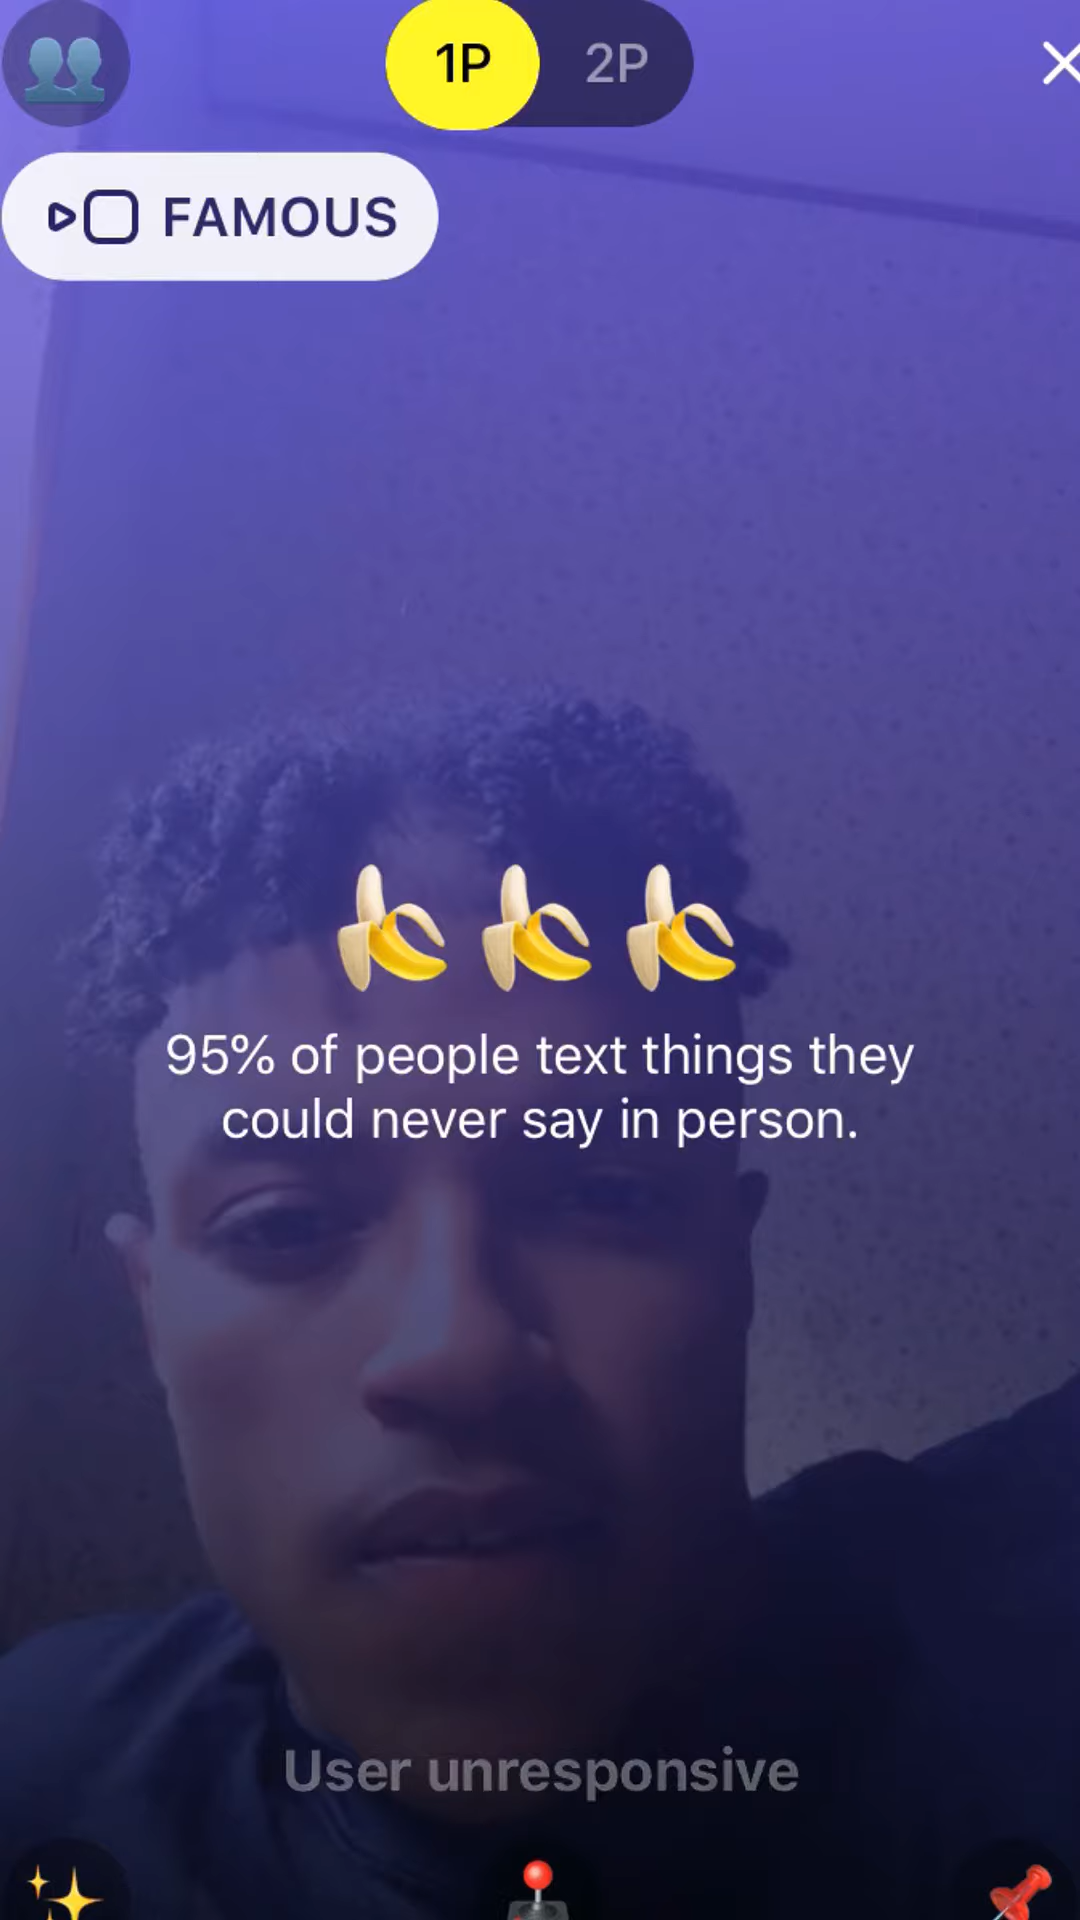 1P 2P
FAMOUS
95% of people text things they
could never say in person.
User unresponsive